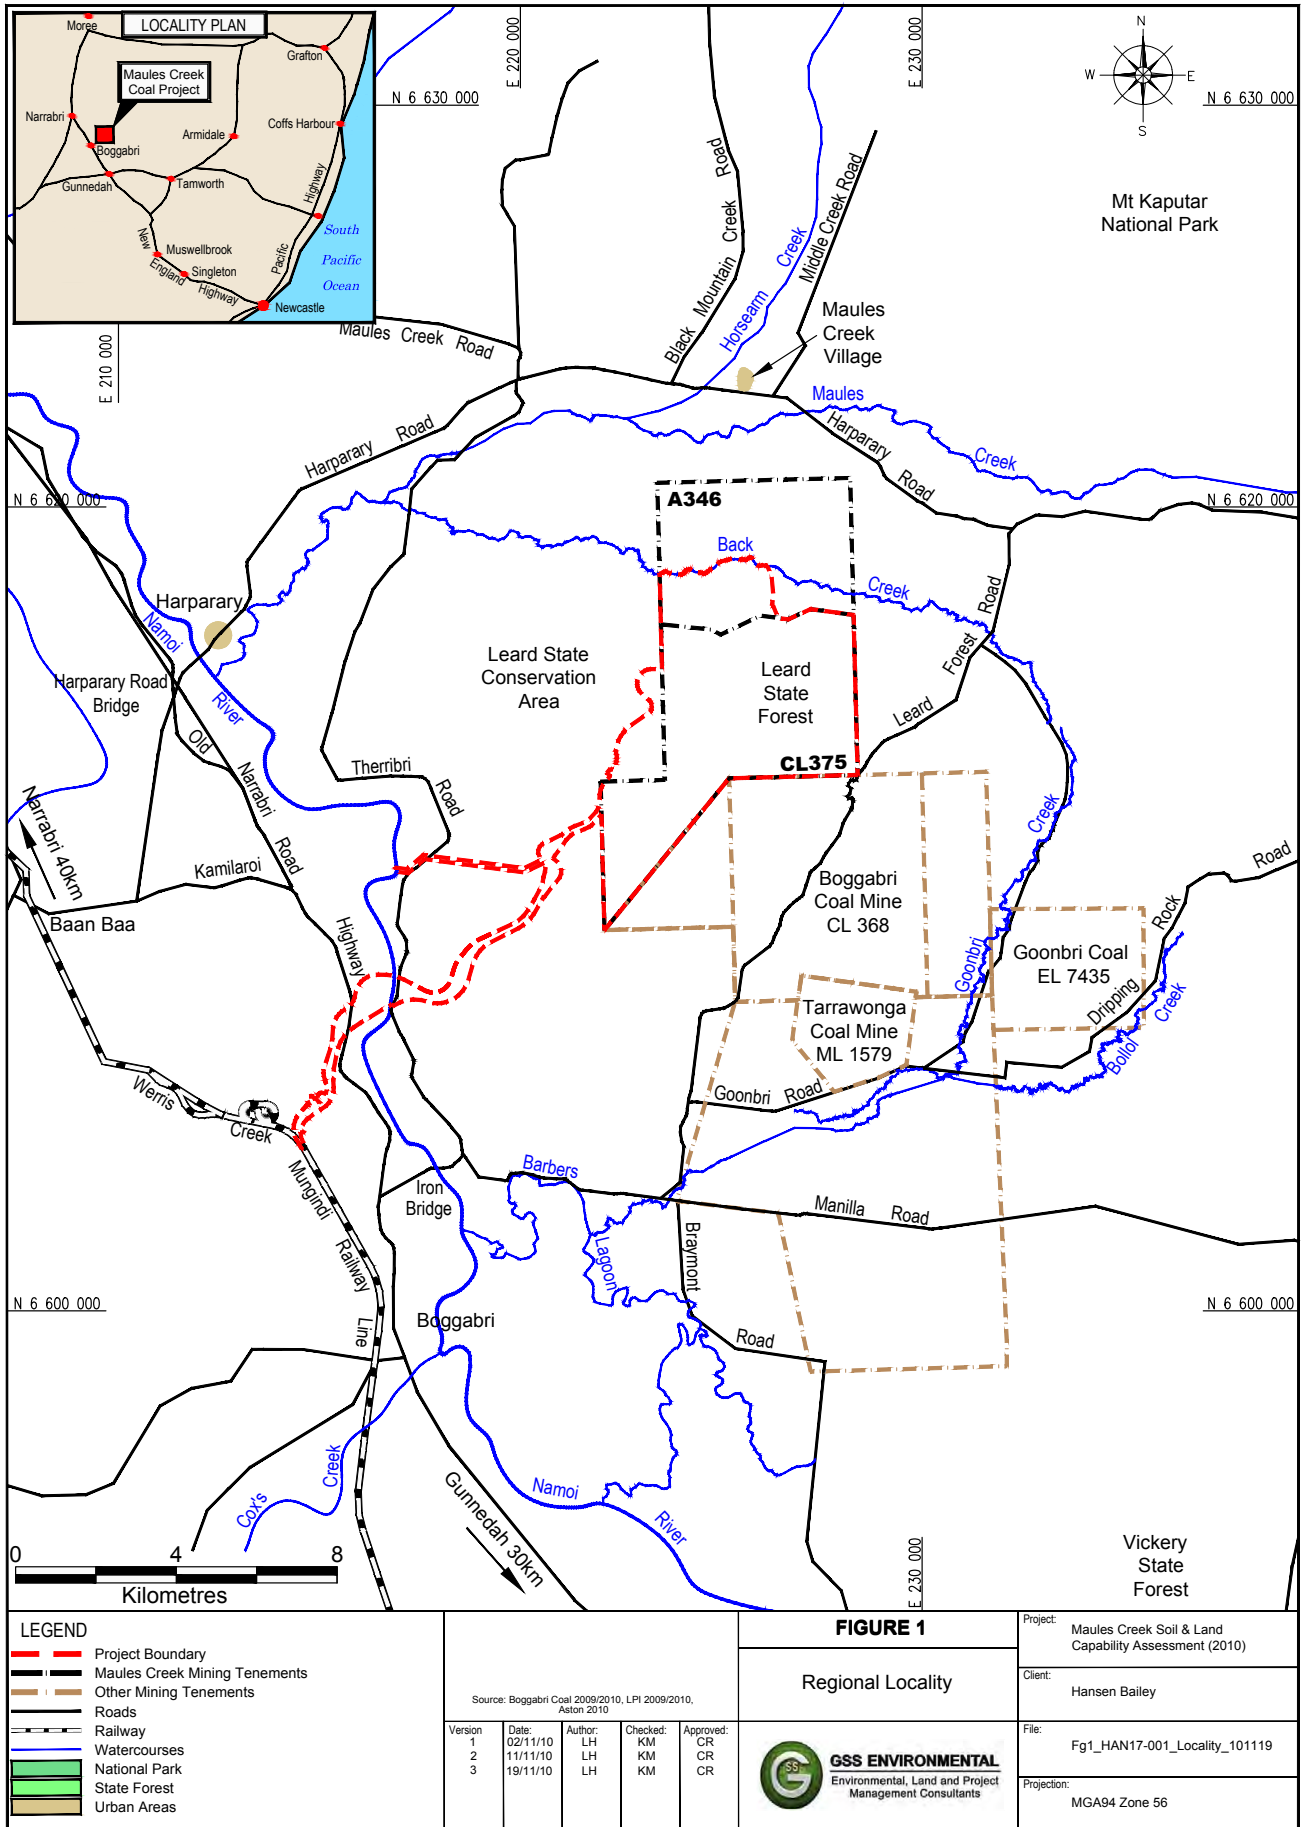 LOCALITY PLAN
Moree
Grafton
Maules Creek
Coal Project
Narrabri
Coffs Harbour
Armidale
Boggabri
Gunnedah
Tamworth
Highway
South
Pacific
Ocean
New
England
Highway
Pacific
Muswellbrook
Singleton
Newcastle
E 220 000
E 230 000
N 6 630 000
N 6 630 000
N
W
E
S
Mt Kaputar
National Park
Black Mountain Creek Road
Horsearm Creek
Middle Creek Road
Maules
Creek
Village
E 210 000
Maules Creek Road
Harparary Road
Maules
Creek
Harparary
Road
N 6 620 000
N 6 620 000
A346
Back
Creek
Harparary
Namoi
River
Harparary Road
Bridge
Leard State
Conservation
Area
Leard
State
Forest
Leard Forest Road
CL375
Old
Narrabri
Road
Therribri
Road
Narrabri 40km
Kamilaroi
Highway
Baan Baa
Boggabri
Coal Mine
CL 368
Goonbri
Creek
Goonbri Coal
EL 7435
Dripping Rock
Road
Bollol
Creek
Tarrawonga
Coal Mine
ML 1579
Goonbri Road
Werris
Creek
Mungindi
Railway
Line
Iron
Bridge
Barbers
Lagoon
Manilla Road
Braymont
Road
N 6 600 000
N 6 600 000
Boggabri
Cox's
Creek
Namoi
River
Gunnedah 30km
E 230 000
Vickery
State
Forest
0 4 8
Kilometres
LEGEND
Project Boundary
Maules Creek Mining Tenements
Other Mining Tenements
Roads
Railway
Watercourses
National Park
State Forest
Urban Areas
Source: Boggabri Coal 2009/2010, LPI 2009/2010,
Aston 2010
Version Date: Author: Checked: Approved:
1 02/11/10 LH KM CR
2 11/11/10 LH KM CR
3 19/11/10 LH KM CR
FIGURE 1
Regional Locality
GSS
GSS ENVIRONMENTAL
Environmental, Land and Project
Management Consultants
Project:
Maules Creek Soil & Land
Capability Assessment (2010)
Client:
Hansen Bailey
File:
Fg1_HAN17-001_Locality_101119
Projection:
MGA94 Zone 56